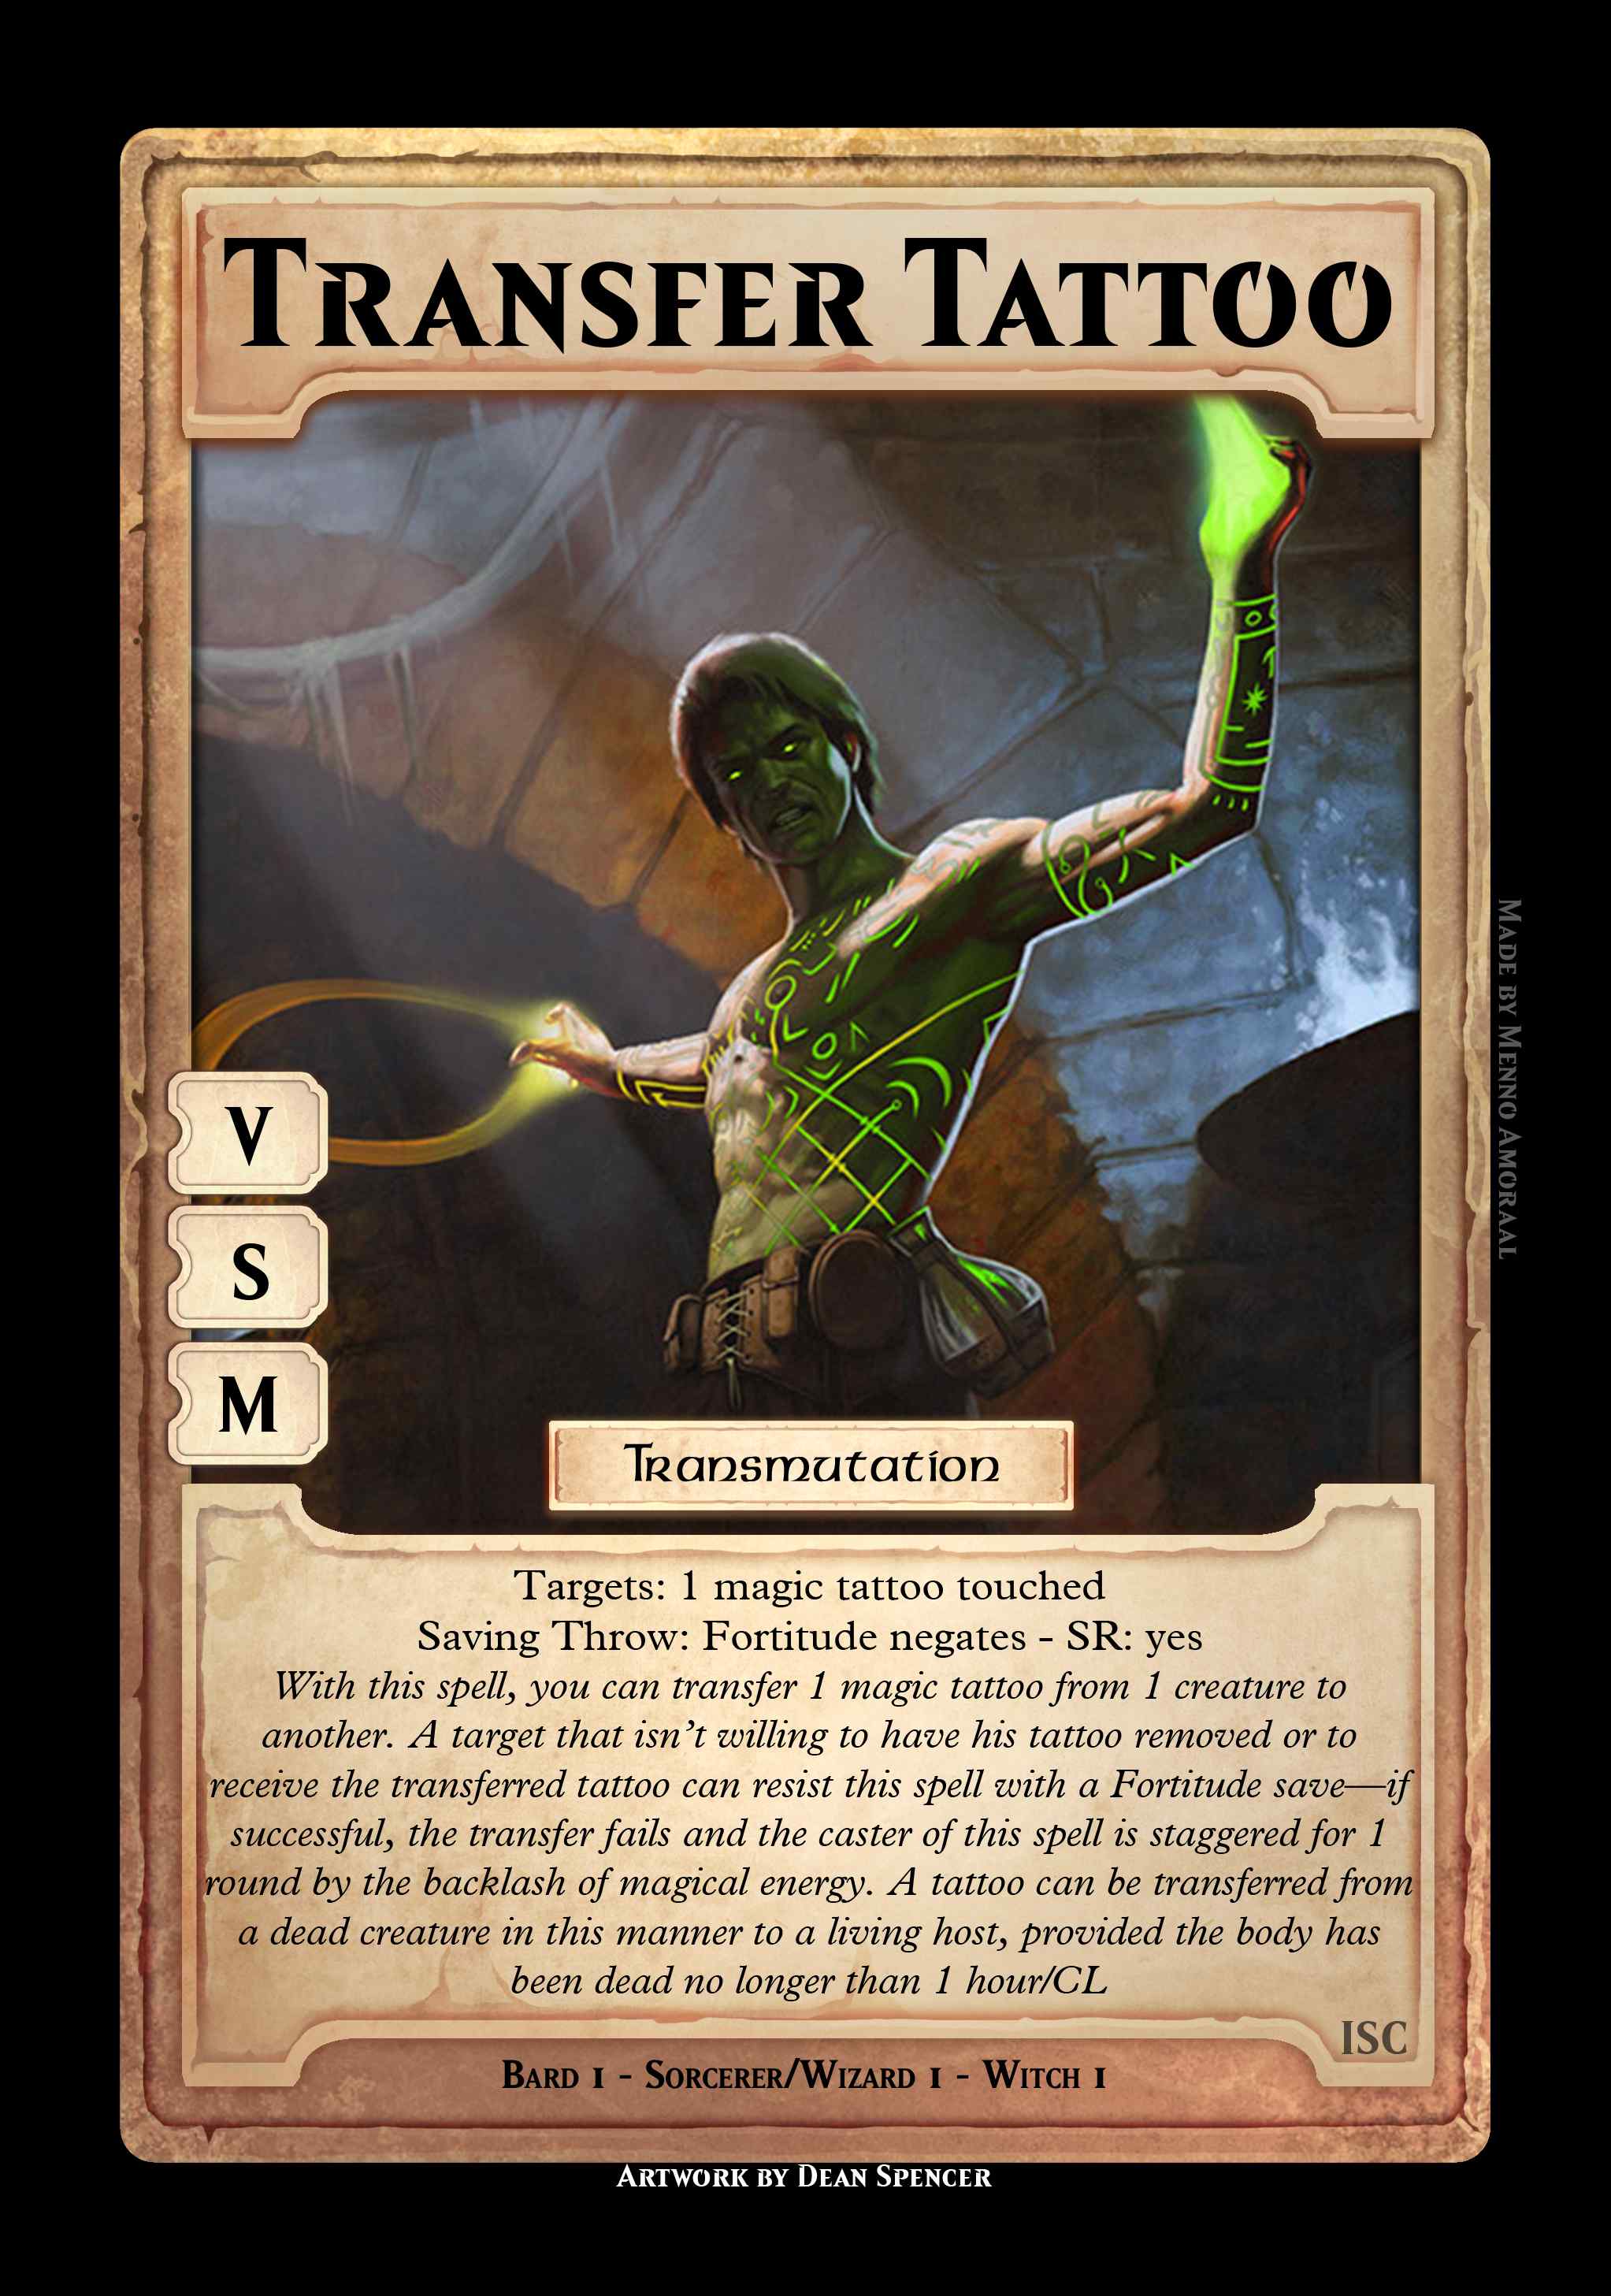 Transfer Tattoo
V
S
M
Transmutation
Targets: 1 magic tattoo touched
Saving Throw: Fortitude negates - SR: yes
With this spell, you can transfer 1 magic tattoo from 1 creature to
another. A target that isn't willing to have his tattoo removed or to
receive the transferred tattoo can resist this spell with a Fortitude save—if
successful, the transfer fails and the caster of this spell is staggered for 1
round by the backlash of magical energy. A tattoo can be transferred from
a dead creature in this manner to a living host, provided the body has
been dead no longer than 1 hour/CL
ISC
Bard 1 - Sorcerer/Wizard 1 - Witch 1
Artwork by Dean Spencer
Made by Menno Amoraal